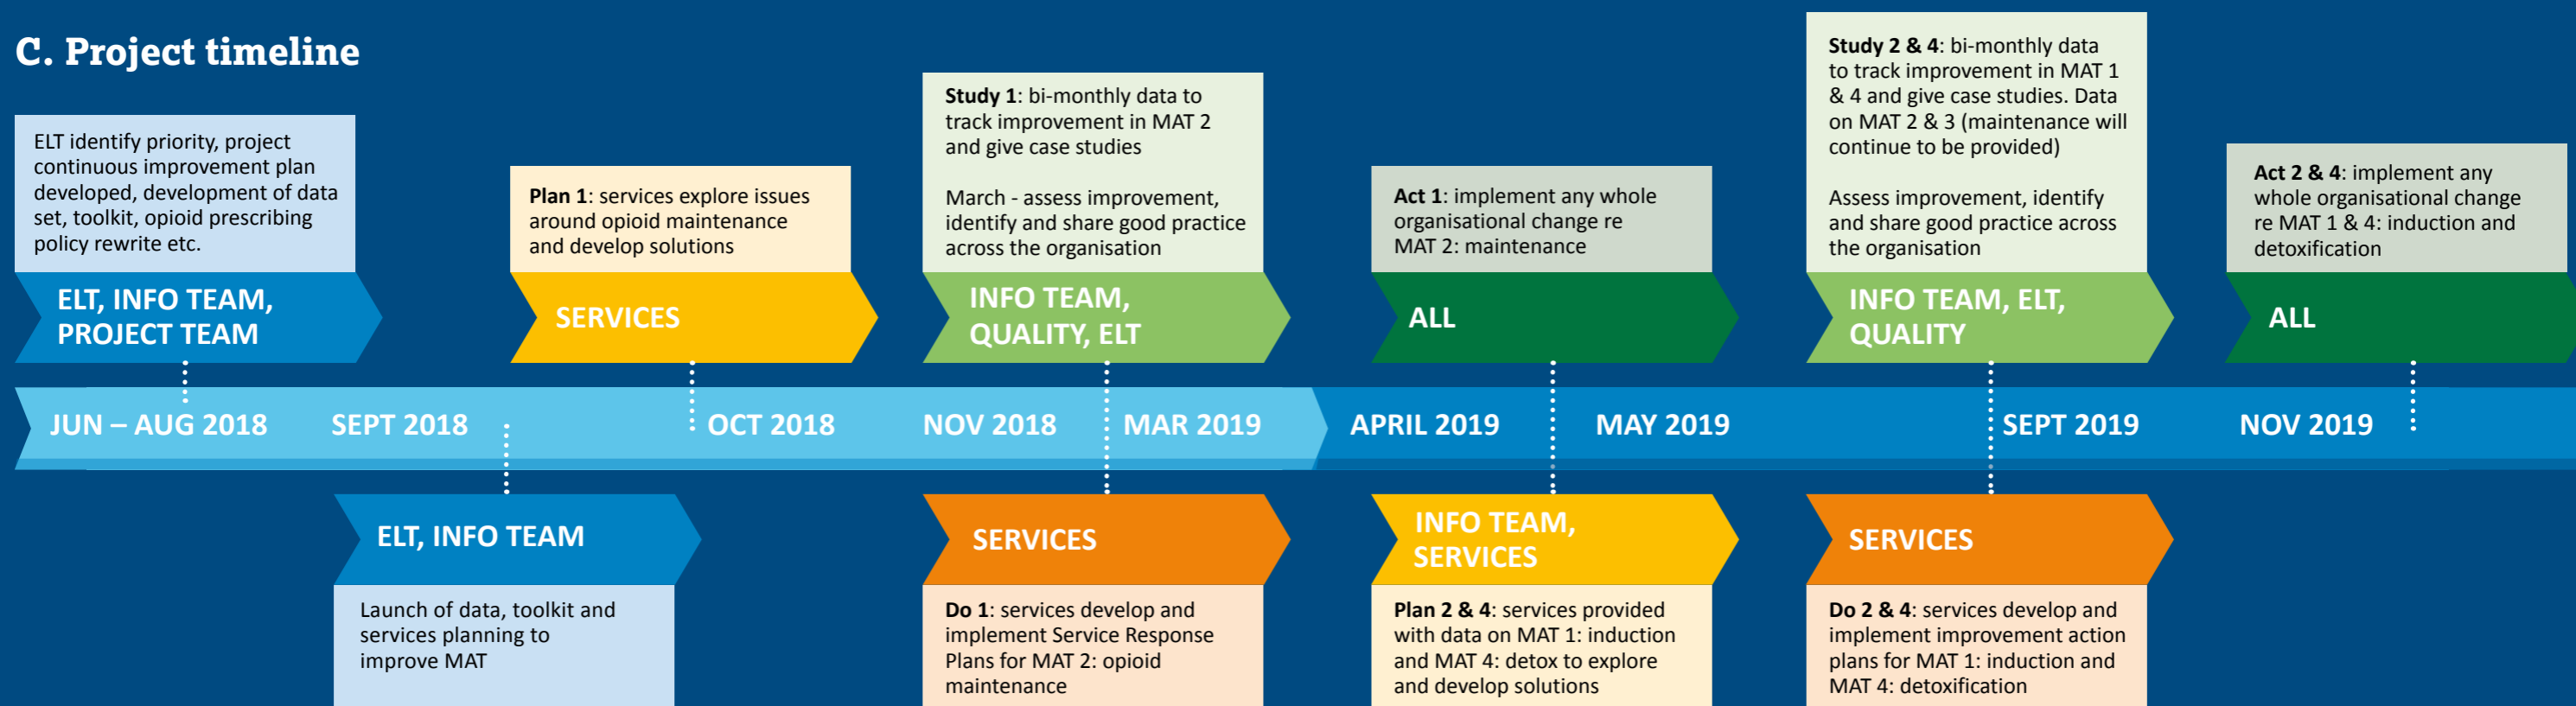 C. Project timeline
ELT identify priority, project
continuous improvement plan
developed, development of data
set, toolkit, opioid prescribing
policy rewrite etc.
ELT, INFO TEAM,
PROJECT TEAM
Plan 1: services explore issues
around opioid maintenance
and develop solutions
SERVICES
Study 1: bi-monthly data to
track improvement in MAT 2
and give case studies
March - assess improvement,
identify and share good practice
across the organisation
INFO TEAM,
QUALITY, ELT
Act 1: implement any whole
organisational change re
MAT 2: maintenance
ALL
Study 2 & 4: bi-monthly data
to track improvement in MAT 1
& 4 and give case studies. Data
on MAT 2 & 3 (maintenance will
continue to be provided)
Assess improvement, identify
and share good practice across
the organisation
INFO TEAM, ELT,
QUALITY
Act 2 & 4: implement any
whole organisational change
re MAT 1 & 4: induction and
detoxification
ALL
JUN – AUG 2018 SEPT 2018 OCT 2018 NOV 2018 MAR 2019 APRIL 2019 MAY 2019 SEPT 2019 NOV 2019
ELT, INFO TEAM
Launch of data, toolkit and
services planning to
improve MAT
SERVICES
Do 1: services develop and
implement Service Response
Plans for MAT 2: opioid
maintenance
INFO TEAM,
SERVICES
Plan 2 & 4: services provided
with data on MAT 1: induction
and MAT 4: detox to explore
and develop solutions
SERVICES
Do 2 & 4: services develop and
implement improvement action
plans for MAT 1: induction and
MAT 4: detoxification